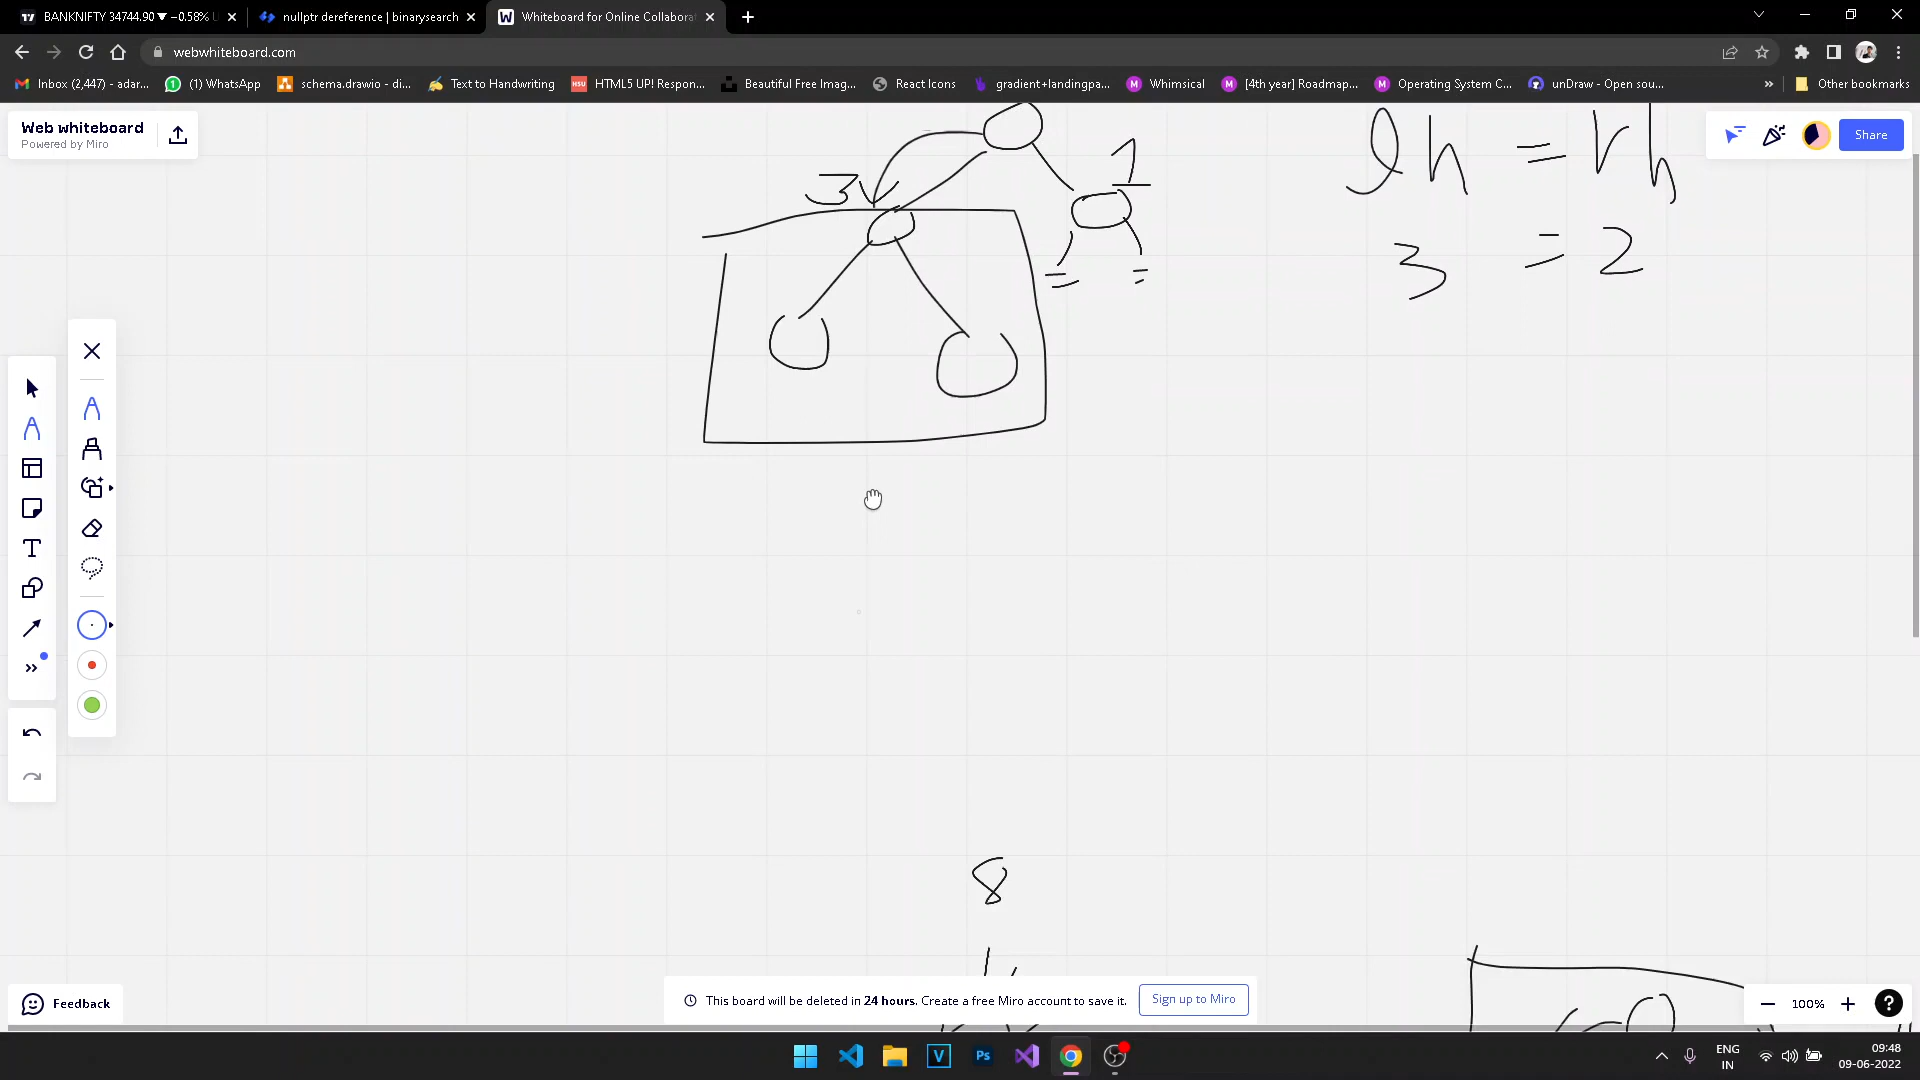 BANKNIFTY 34744.90 ▼ −0.58% U
nullptr dereference | binarysearch
Whiteboard for Online Collabora
webwhiteboard.com
Inbox (2,447) - adar...
(1) WhatsApp
schema.drawio - di...
Text to Handwriting
HTML5 UP! Respon...
Beautiful Free Imag...
React Icons
gradient+landingpa...
Whimsical
[4th year] Roadmap...
Operating System C...
unDraw - Open sou...
»
Other bookmarks
Web whiteboard
Powered by Miro
Share
lh = rh
3 = 2
3
1
8
Feedback
This board will be deleted in 24 hours. Create a free Miro account to save it.
Sign up to Miro
100%
ENG
IN
09:48
09-06-2022